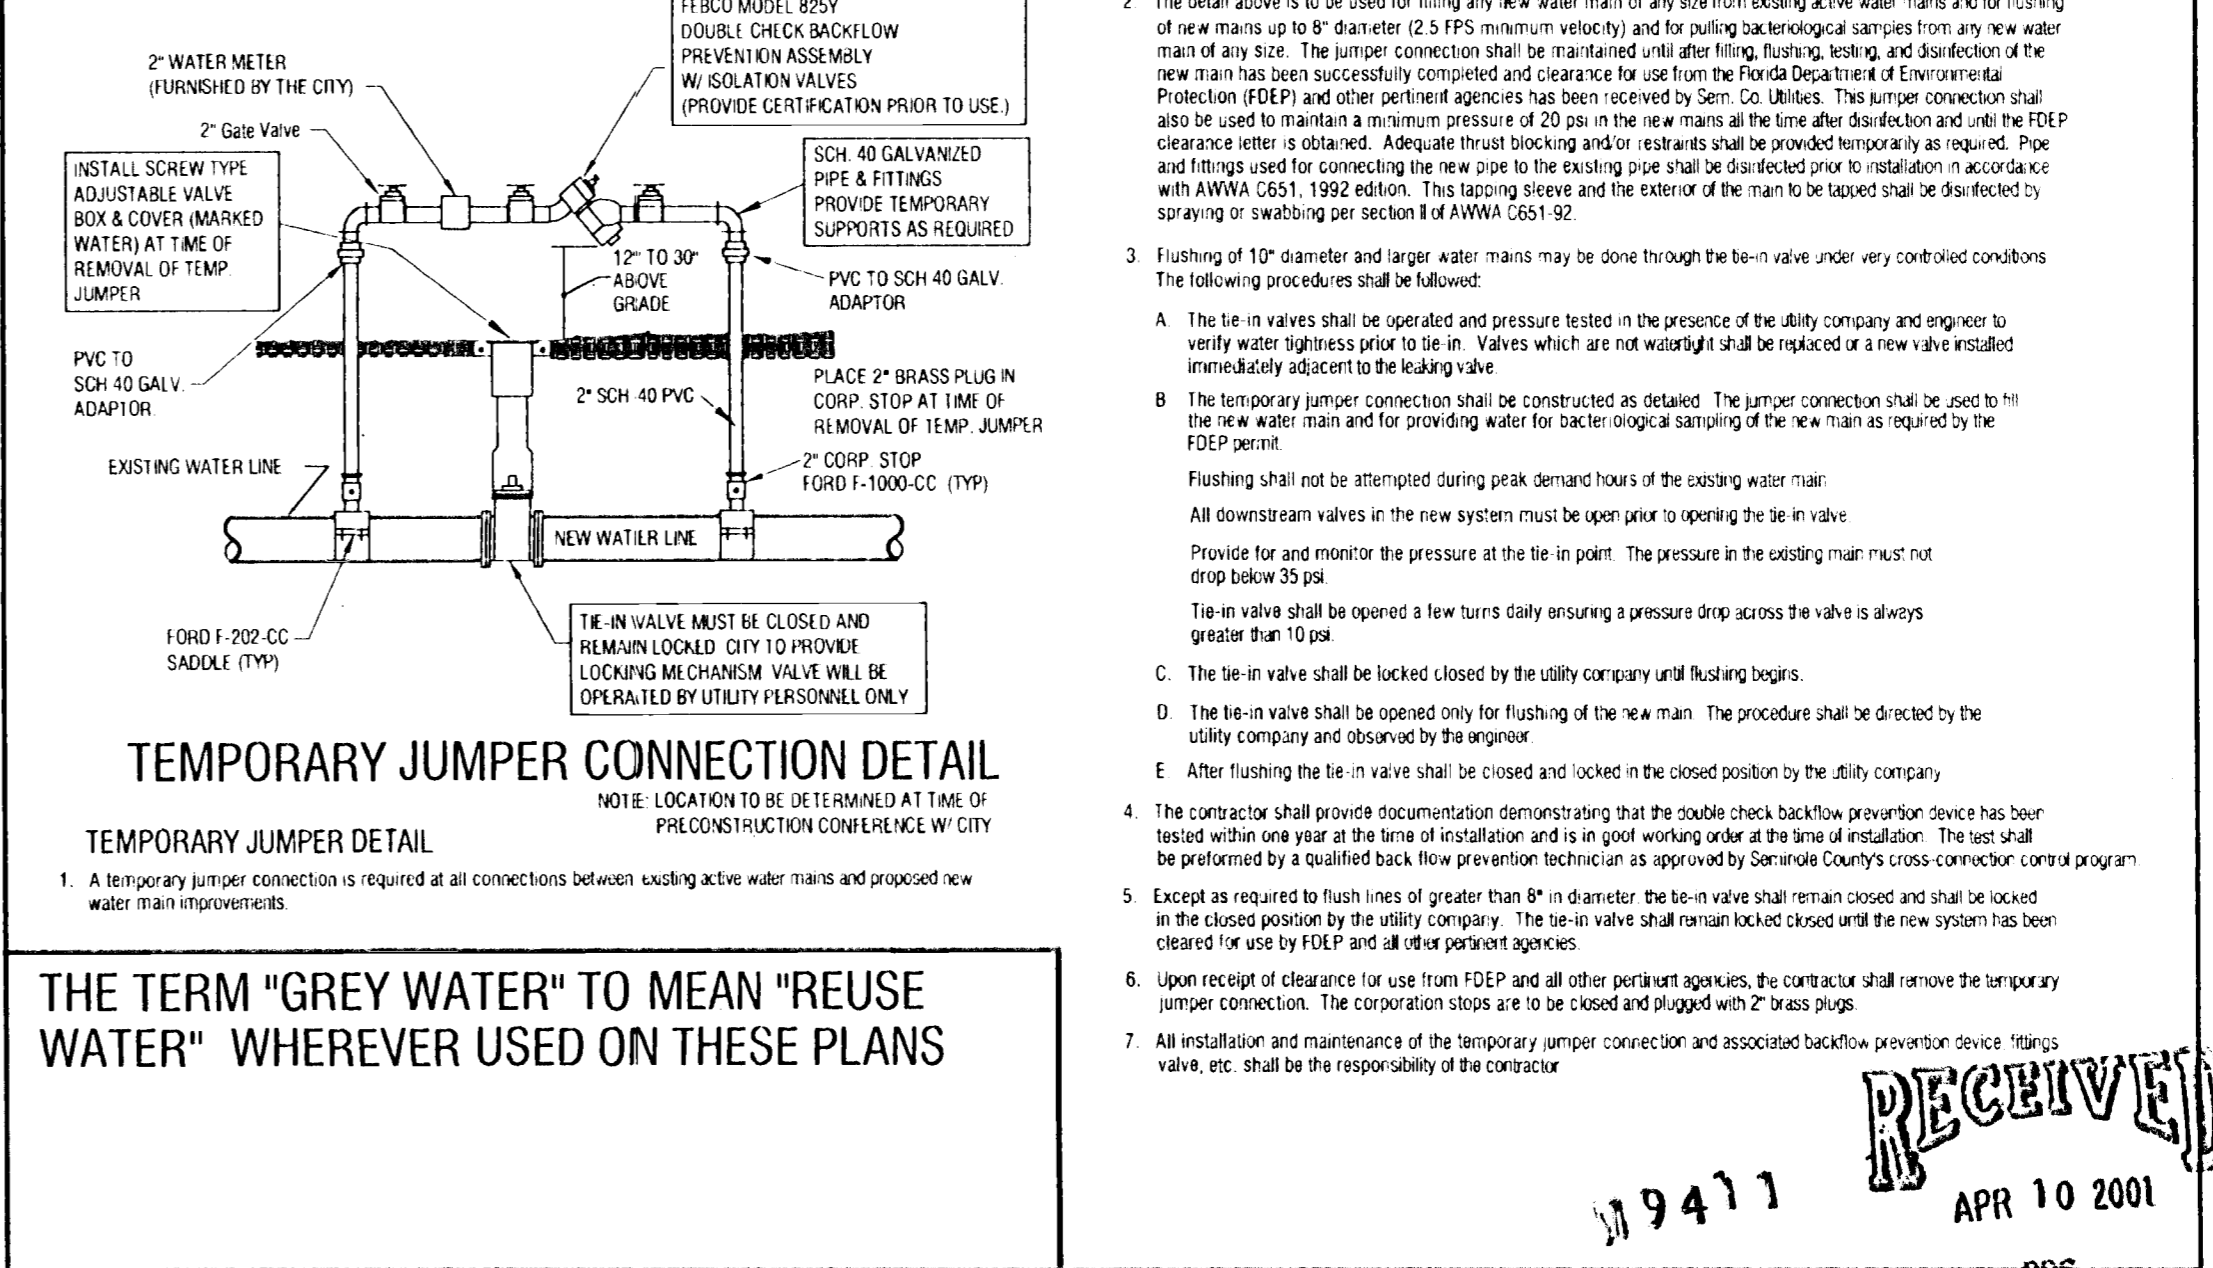 FEBCO MODEL 825Y
DOUBLE CHECK BACKFLOW
PREVENTION ASSEMBLY
W/ ISOLATION VALVES
(PROVIDE CERTIFICATION PRIOR TO USE.)
2" WATER METER
(FURNISHED BY THE CITY)
2" Gate Valve
INSTALL SCREW TYPE
ADJUSTABLE VALVE
BOX & COVER (MARKED
WATER) AT TIME OF
REMOVAL OF TEMP.
JUMPER
SCH. 40 GALVANIZED
PIPE & FITTINGS
PROVIDE TEMPORARY
SUPPORTS AS REQUIRED
12" TO 30"
ABOVE
GRADE
PVC TO SCH 40 GALV.
ADAPTOR
PVC TO
SCH 40 GALV.
ADAPTOR
2" SCH 40 PVC
PLACE 2" BRASS PLUG IN
CORP. STOP AT TIME OF
REMOVAL OF TEMP. JUMPER
EXISTING WATER LINE
2" CORP. STOP
FORD F-1000-CC (TYP)
NEW WATER LINE
FORD F-202-CC
SADDLE (TYP)
TIE-IN VALVE MUST BE CLOSED AND
REMAIN LOCKED CITY TO PROVIDE
LOCKING MECHANISM VALVE WILL BE
OPERATED BY UTILITY PERSONNEL ONLY
TEMPORARY JUMPER CONNECTION DETAIL
NOTE: LOCATION TO BE DETERMINED AT TIME OF
PRECONSTRUCTION CONFERENCE W/ CITY
TEMPORARY JUMPER DETAIL
1. A temporary jumper connection is required at all connections between existing active water mains and proposed new
water main improvements.
THE TERM "GREY WATER" TO MEAN "REUSE
WATER" WHEREVER USED ON THESE PLANS
2. The detail above is to be used for filling any new water main of any size from existing active water mains and for flushing
of new mains up to 8" diameter (2.5 FPS minimum velocity) and for pulling bacteriological samples from any new water
main of any size. The jumper connection shall be maintained until after filling, flushing, testing, and disinfection of the
new main has been successfully completed and clearance for use from the Florida Department of Environmental
Protection (FDEP) and other pertinent agencies has been received by Sem. Co. Utilities. This jumper connection shall
also be used to maintain a minimum pressure of 20 psi in the new mains all the time after disinfection and until the FDEP
clearance letter is obtained. Adequate thrust blocking and/or restraints shall be provided temporarily as required. Pipe
and fittings used for connecting the new pipe to the existing pipe shall be disinfected prior to installation in accordance
with AWWA C651, 1992 edition. This tapping sleeve and the exterior of the main to be tapped shall be disinfected by
spraying or swabbing per section II of AWWA C651-92.
3. Flushing of 10" diameter and larger water mains may be done through the tie-in valve under very controlled conditions
The following procedures shall be followed:
A. The tie-in valves shall be operated and pressure tested in the presence of the utility company and engineer to
verify water tightness prior to tie-in. Valves which are not watertight shall be replaced or a new valve installed
immediately adjacent to the leaking valve.
B The temporary jumper connection shall be constructed as detailed The jumper connection shall be used to fill
the new water main and for providing water for bacteriological sampling of the new main as required by the
FDEP permit.
Flushing shall not be attempted during peak demand hours of the existing water main
All downstream valves in the new system must be open prior to opening the tie-in valve
Provide for and monitor the pressure at the tie-in point. The pressure in the existing main must not
drop below 35 psi.
Tie-in valve shall be opened a few turns daily ensuring a pressure drop across the valve is always
greater than 10 psi.
C. The tie-in valve shall be locked closed by the utility company until flushing begins.
D. The tie-in valve shall be opened only for flushing of the new main The procedure shall be directed by the
utility company and observed by the engineer.
E. After flushing the tie-in valve shall be closed and locked in the closed position by the utility company
4. The contractor shall provide documentation demonstrating that the double check backflow prevention device has been
tested within one year at the time of installation and is in goof working order at the time of installation. The test shall
be preformed by a qualified back flow prevention technician as approved by Seminole County's cross-connection control program.
5. Except as required to flush lines of greater than 8" in diameter. the tie-in valve shall remain closed and shall be locked
in the closed position by the utility company. The tie-in valve shall remain locked closed until the new system has been
cleared for use by FDEP and all other pertinent agencies.
6. Upon receipt of clearance for use from FDEP and all other pertinent agencies, the contractor shall remove the temporary
jumper connection. The corporation stops are to be closed and plugged with 2" brass plugs.
7. All installation and maintenance of the temporary jumper connection and associated backflow prevention device fittings
valve, etc. shall be the responsibility of the contractor
RECEIVED
M9411
APR 10 2001